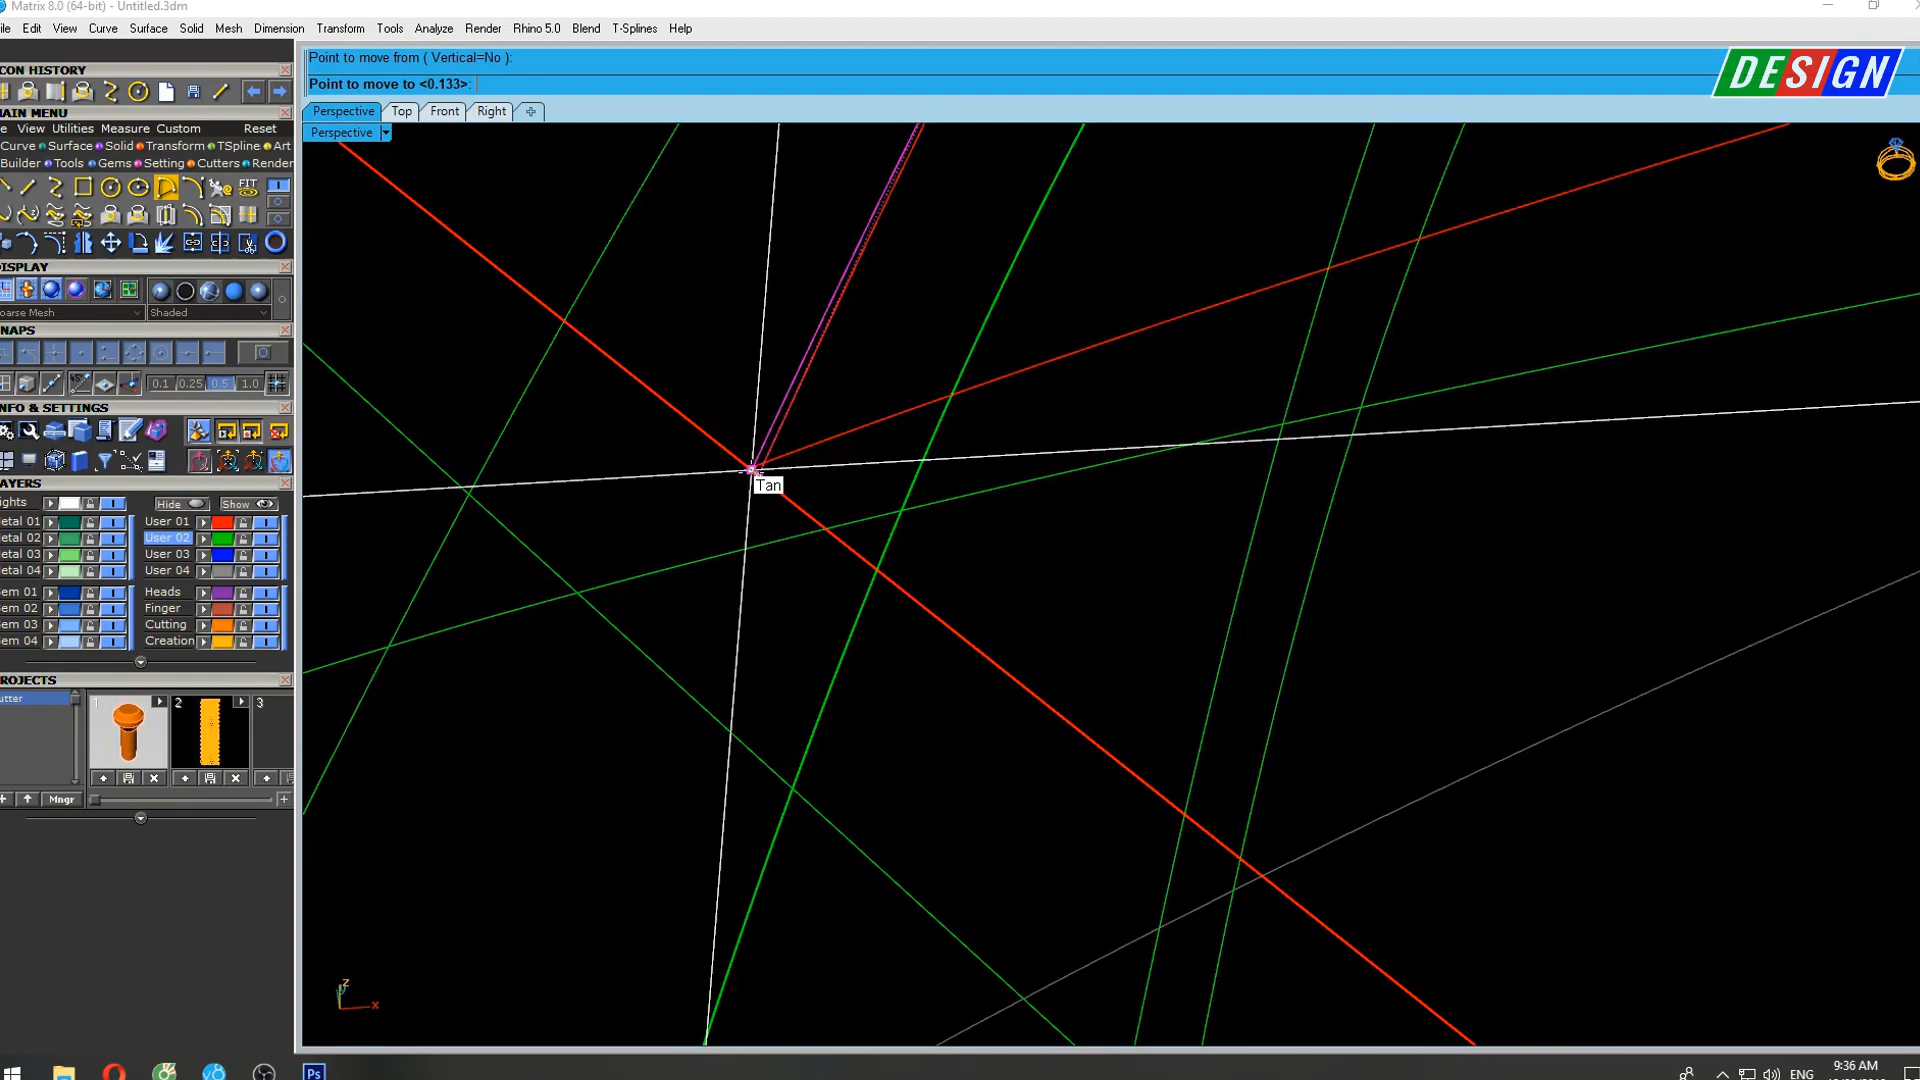 Matrix 8.0 (64-bit) - Untitled.3dm
ile Edit View Curve Surface Solid Mesh Dimension Transform Tools Analyze Render Rhino 5.0 Blend T-Splines Help
CON HISTORY
Point to move from ( Vertical=No ):
Point to move to <0.133>:
DESIGN
Perspective Top Front Right
Perspective
AIN MENU
e View Utilities Measure Custom Reset
Curve Surface Solid Transform TSpline Art
Builder Tools Gems Setting Cutters Render
FIT
ISPLAY
oarse Mesh Shaded
NAPS
0.1 0.25 0.5 1.0
NFO & SETTINGS
AYERS
ights Hide Show
etal 01 User 01
etal 02 User 02
etal 03 User 03
etal 04 User 04
em 01 Heads
em 02 Finger
em 03 Cutting
em 04 Creation
ROJECTS
utter 1 2 3
Mngr
Tan
z
x
Ps
ENG
9:36 AM